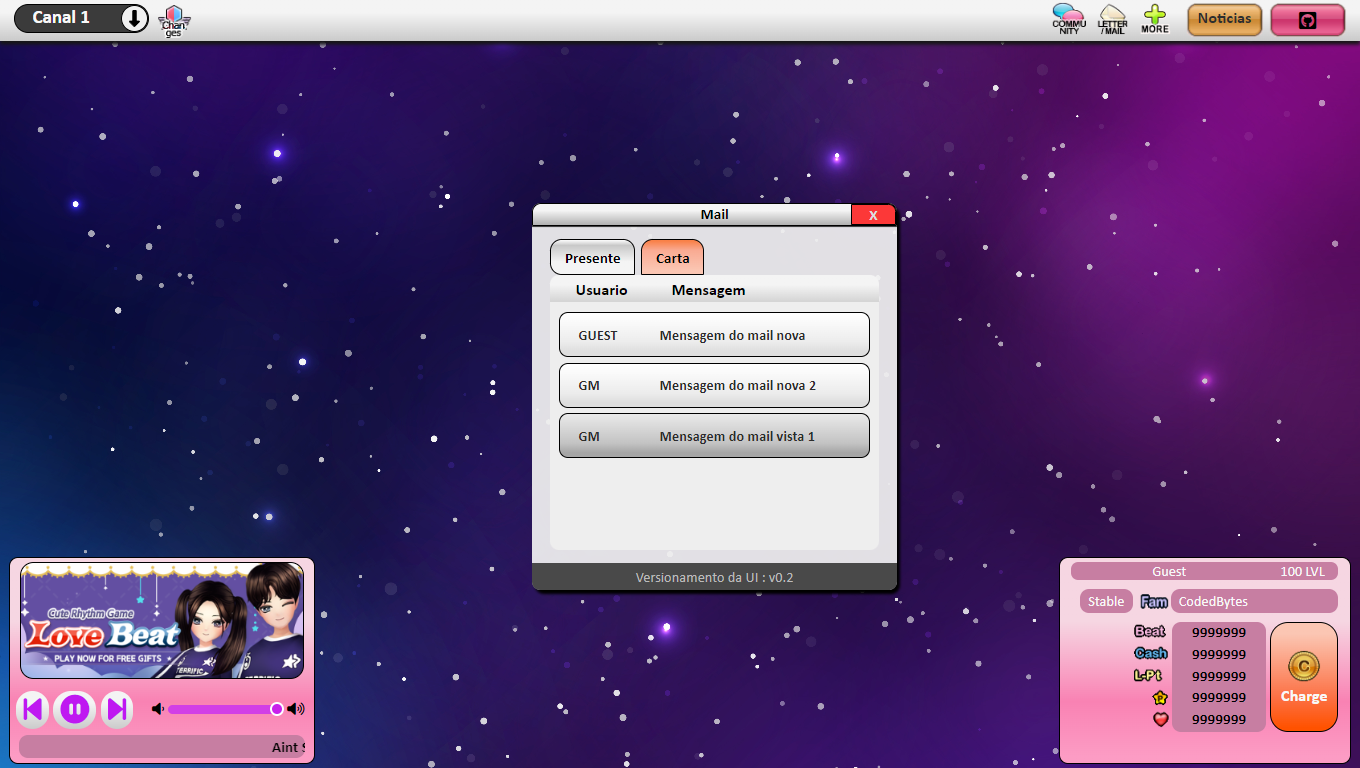 Canal 1
Chan.
ges
COMMU
NITY
LETTER
/ MAIL
MORE
Noticias
Mail
X
Presente
Carta
Usuario Mensagem
GUEST Mensagem do mail nova
GM Mensagem do mail nova 2
GM Mensagem do mail vista 1
Versionamento da UI : v0.2
Cute Rhythm Game
Love Beat
PLAY NOW FOR FREE GIFTS
TERRIFIC
TERRIFIC
Aint
Guest 100 LVL
Stable Fam CodedBytes
Beat 9999999
Cash 9999999
L-Pt 9999999
P 9999999
9999999
C
Charge